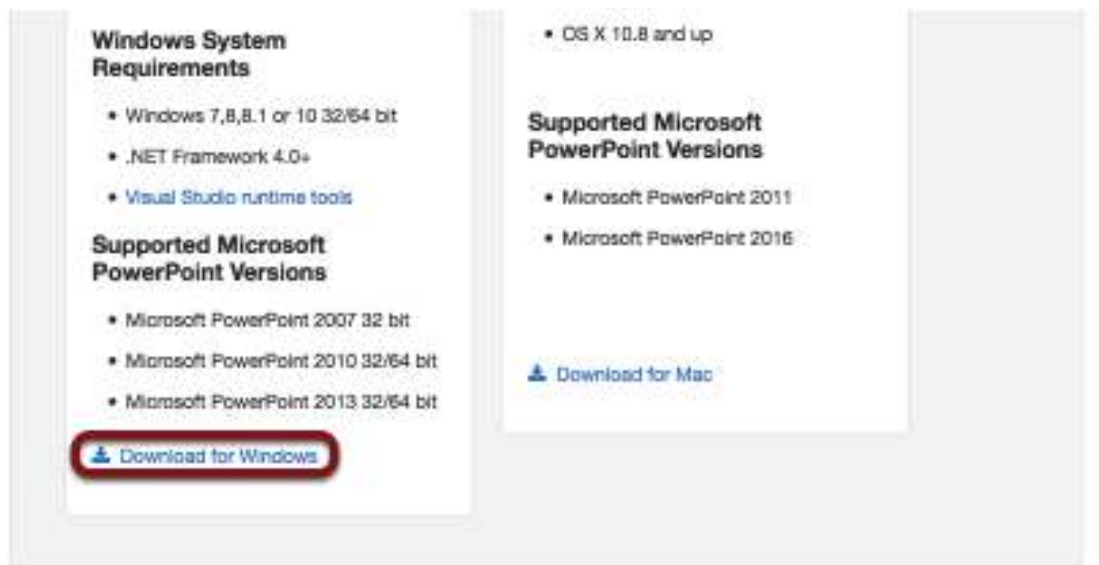 Windows System
Requirements
• Windows 7,8,8.1 or 10 32/64 bit
• .NET Framework 4.0+
• Visual Studio runtime tools
Supported Microsoft
PowerPoint Versions
• Microsoft PowerPoint 2007 32 bit
• Microsoft PowerPoint 2010 32/64 bit
• Microsoft PowerPoint 2013 32/64 bit
Download for Windows
• OS X 10.8 and up
Supported Microsoft
PowerPoint Versions
• Microsoft PowerPoint 2011
• Microsoft PowerPoint 2016
Download for Mac